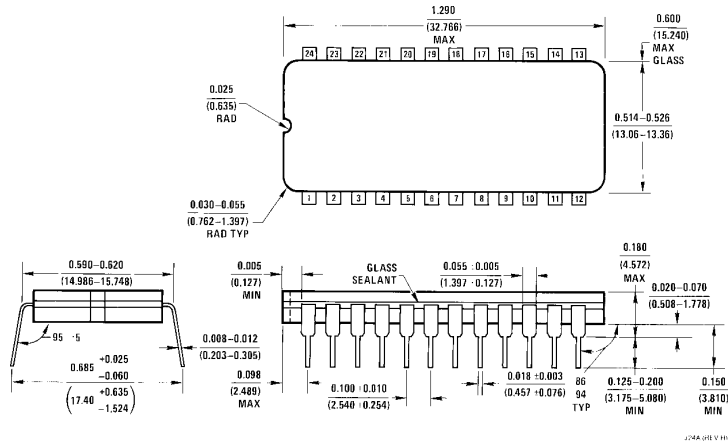 1.290
(32.766)
MAX
0.600
(15.240)
MAX
GLASS
24 23 22 21 20 19 18 17 16 15 14 13
0.025
(0.635)
RAD
0.514–0.526
(13.06–13.36)
0.030–0.055
(0.762–1.397)
RAD TYP
1 2 3 4 5 6 7 8 9 10 11 12
0.590–0.620
(14.986–15.748)
0.005
(0.127)
MIN
GLASS
SEALANT
0.055 ±0.005
(1.397 ±0.127)
0.180
(4.572)
MAX
0.020–0.070
(0.508–1.778)
95 ±5
0.008–0.012
(0.203–0.305)
0.685 +0.025
–0.060
(17.40 +0.635
–1.524)
0.098
(2.489)
MAX
0.100 ±0.010
(2.540 ±0.254)
0.018 ±0.003
(0.457 ±0.076)
86
94
TYP
0.125–0.200
(3.175–5.080)
MIN
0.150
(3.810)
MIN
J24A (REV H)